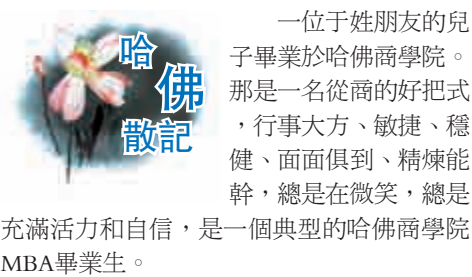 哈
佛
散記
一位于姓朋友的兒
子畢業於哈佛商學院。
那是一名從商的好把式
，行事大方、敏捷、穩
健、面面俱到、精煉能
幹，總是在微笑，總是
充滿活力和自信，是一個典型的哈佛商學院
MBA畢業生。